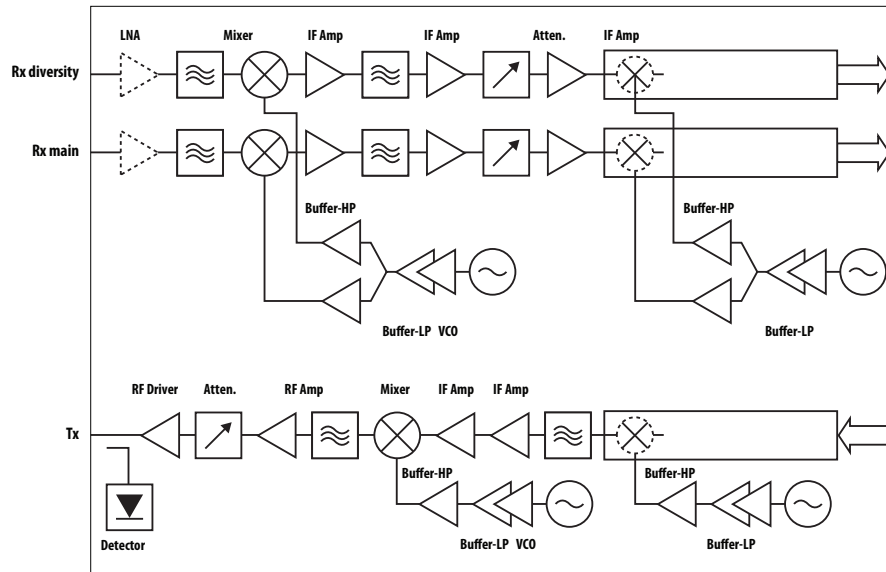 LNA Mixer IF Amp IF Amp Atten. IF Amp
Rx diversity
Rx main
Buffer-HP Buffer-HP
Buffer-LP VCO Buffer-LP
RF Driver Atten. RF Amp Mixer IF Amp IF Amp
Tx
Buffer-HP Buffer-HP
Detector Buffer-LP VCO Buffer-LP